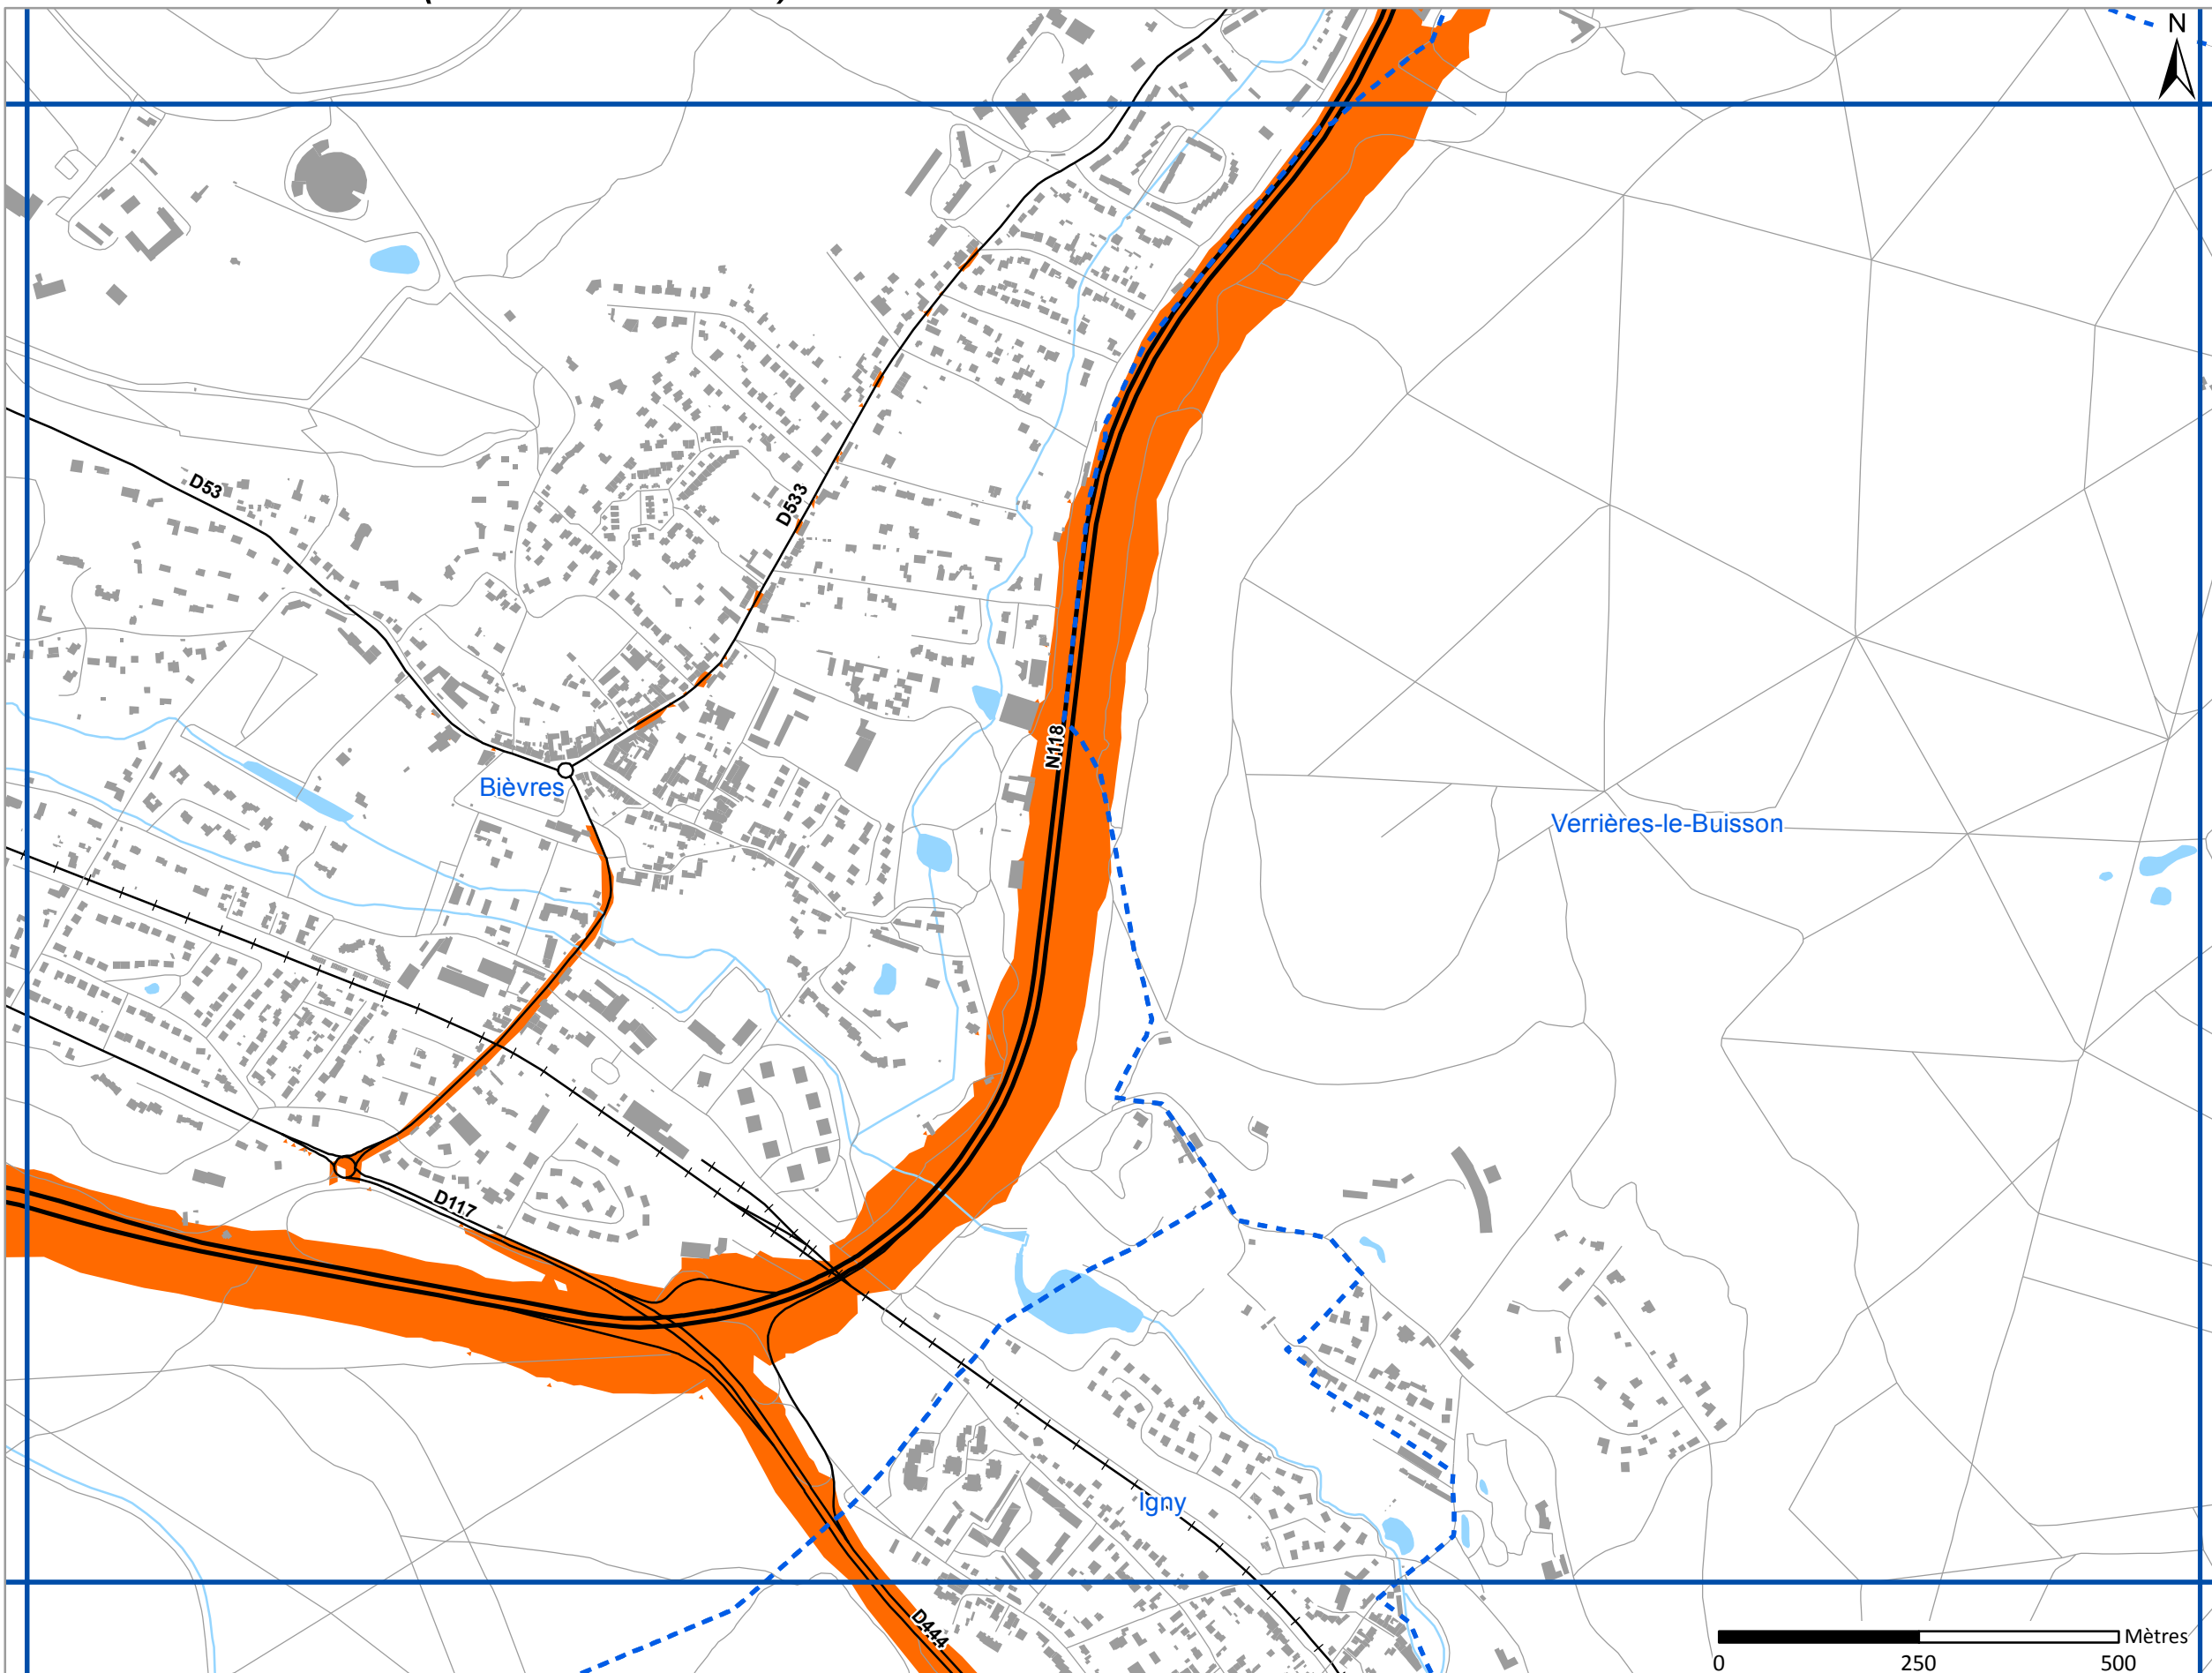 N
D53
D533
N118
Bièvres
Verrières-le-Buisson
D117
Igny
D444
Mètres
0 250 500